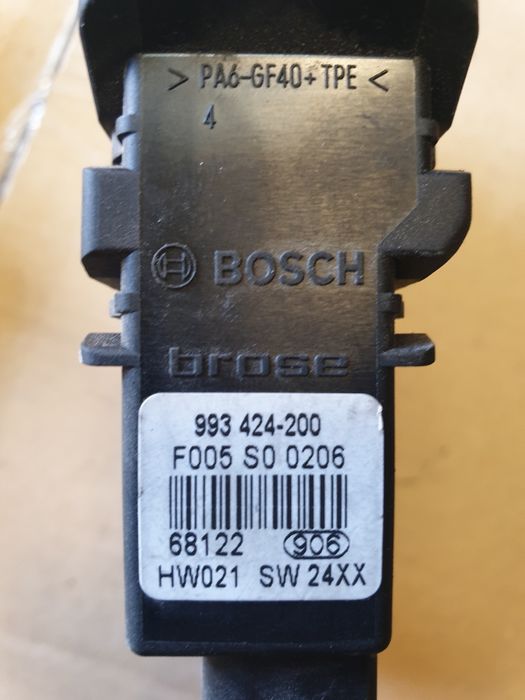 > PA6-GF40+TPE <
4
BOSCH
brose
993 424-200
F005 S0 0206
68122 906
HW021 SW 24XX